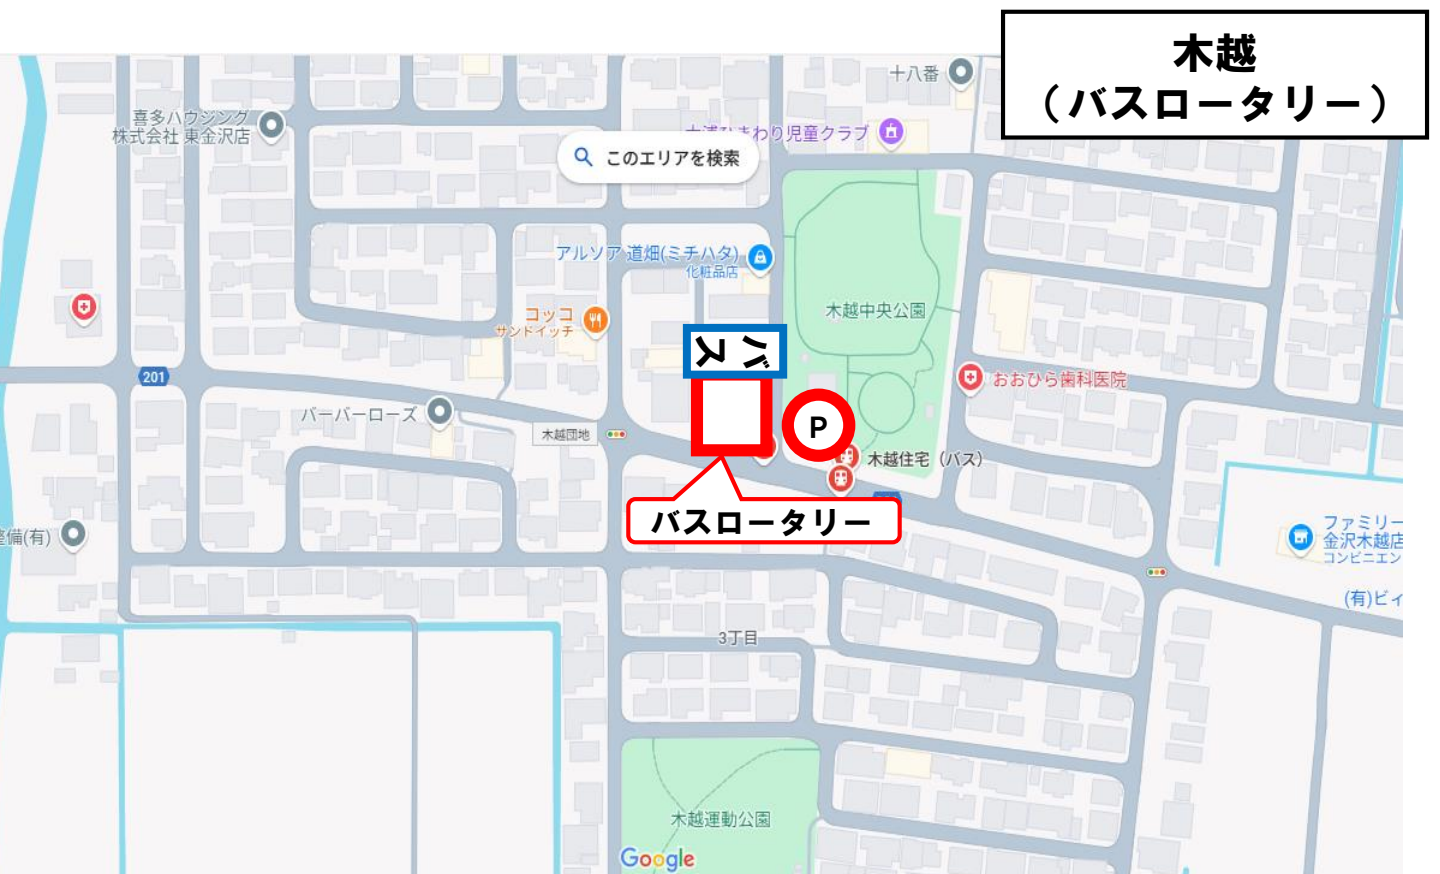 木越
（バスロータリー）
十八番
喜多ハウジング
株式会社 東金沢店
わり児童クラブ
このエリアを検索
アルソア 道畑(ミチハタ)
化粧品店
木越中央公園
コッコ
サンドイッチ
バス
201
おおひら歯科医院
バーバーローズ
P
木越団地
木越住宅（バス）
バスロータリー
備(有)
ファミリー
金沢木越店
コンビニエン
(有)ビィ
3丁目
木越運動公園
Google